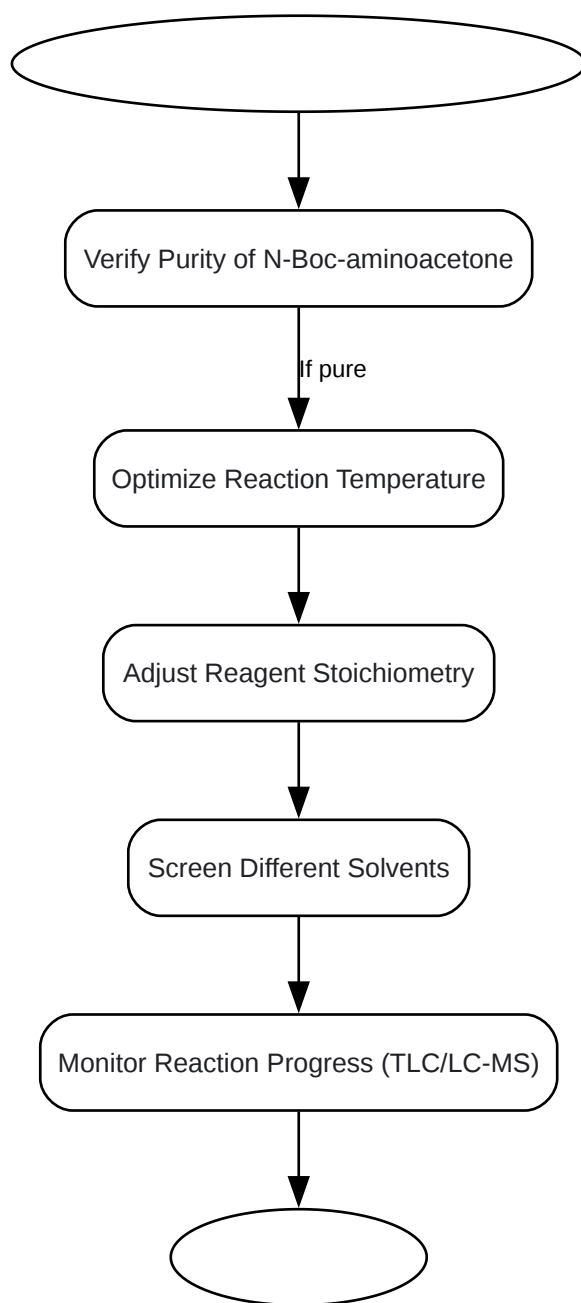 Verify Purity of N-Boc-aminoacetone
If pure
Optimize Reaction Temperature
Adjust Reagent Stoichiometry
Screen Different Solvents
Monitor Reaction Progress (TLC/LC-MS)